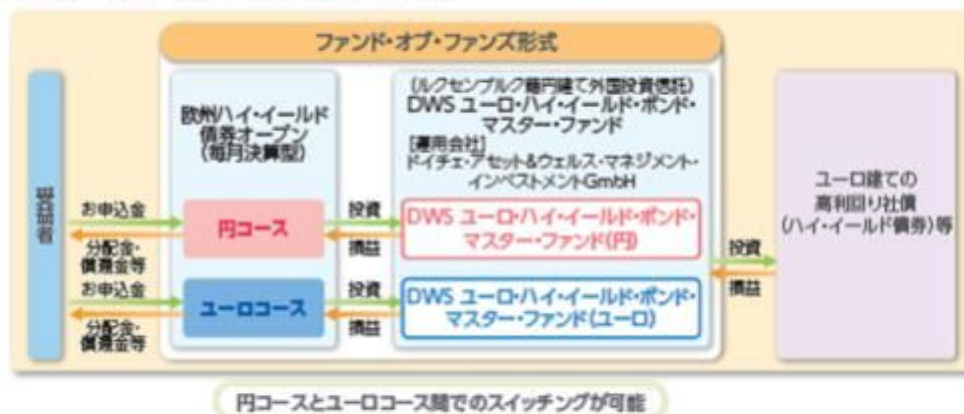 ファンド・オブ・ファンズ形式
受益者
お申込金
分配金・
償還金等
お申込金
分配金・
償還金等
欧州ハイ・イールド
債券オープン
(毎月決算型)
円コース
ユーロコース
投資
損益
投資
損益
(ルクセンブルク籍円建て外国投資信託)
DWS ユーロ・ハイ・イールド・ボンド・
マスター・ファンド
[運用会社]
ドイチェ・アセット&ウェルス・マネジメント・
インベストメントGmbH
DWS ユーロ・ハイ・イールド・ボンド・
マスター・ファンド(円)
DWS ユーロ・ハイ・イールド・ボンド・
マスター・ファンド(ユーロ)
投資
損益
ユーロ建ての
高利回り社債
(ハイ・イールド債券)等
円コースとユーロコース間でのスイッチングが可能